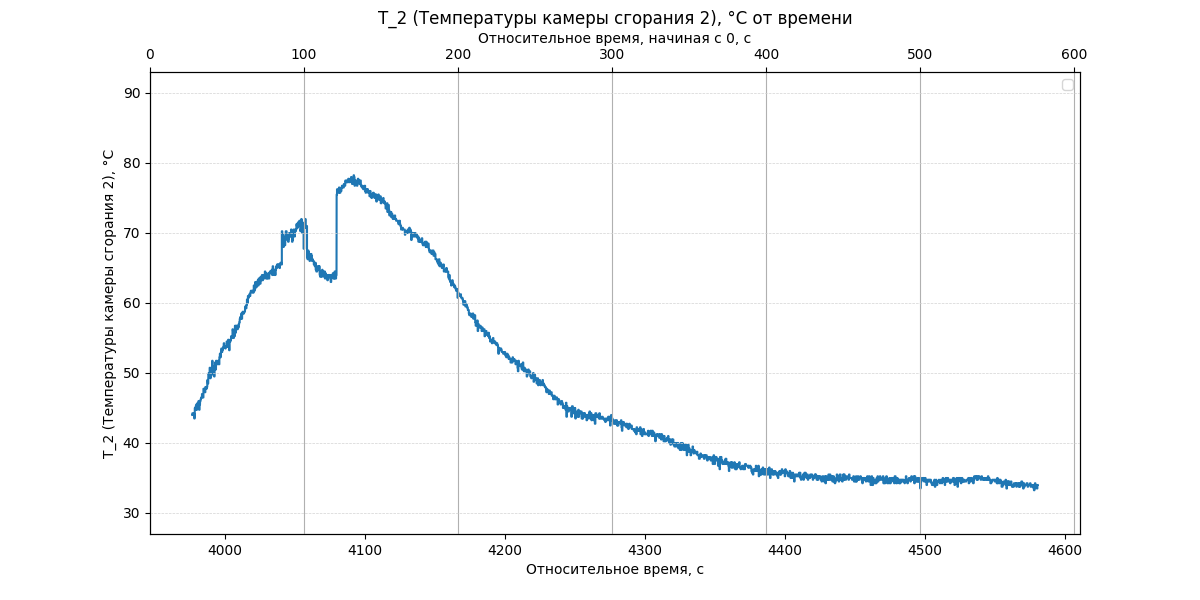 T_2 (Температуры камеры сгорания 2), °C от времени
Относительное время, начиная с 0, с
0 100 200 300 400 500 600
90
80
70
60
50
40
30
T_2 (Температуры камеры сгорания 2), °C
4000 4100 4200 4300 4400 4500 4600
Относительное время, с